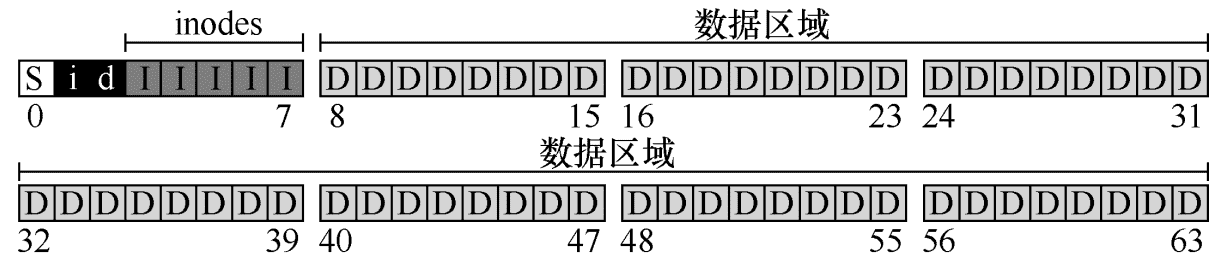 inodes 数据区域
S i d I I I I I D D D D D D D D D D D D D D D D D D D D D D D D
0 7 8 15 16 23 24 31
数据区域
D D D D D D D D D D D D D D D D D D D D D D D D D D D D D D D D
32 39 40 47 48 55 56 63